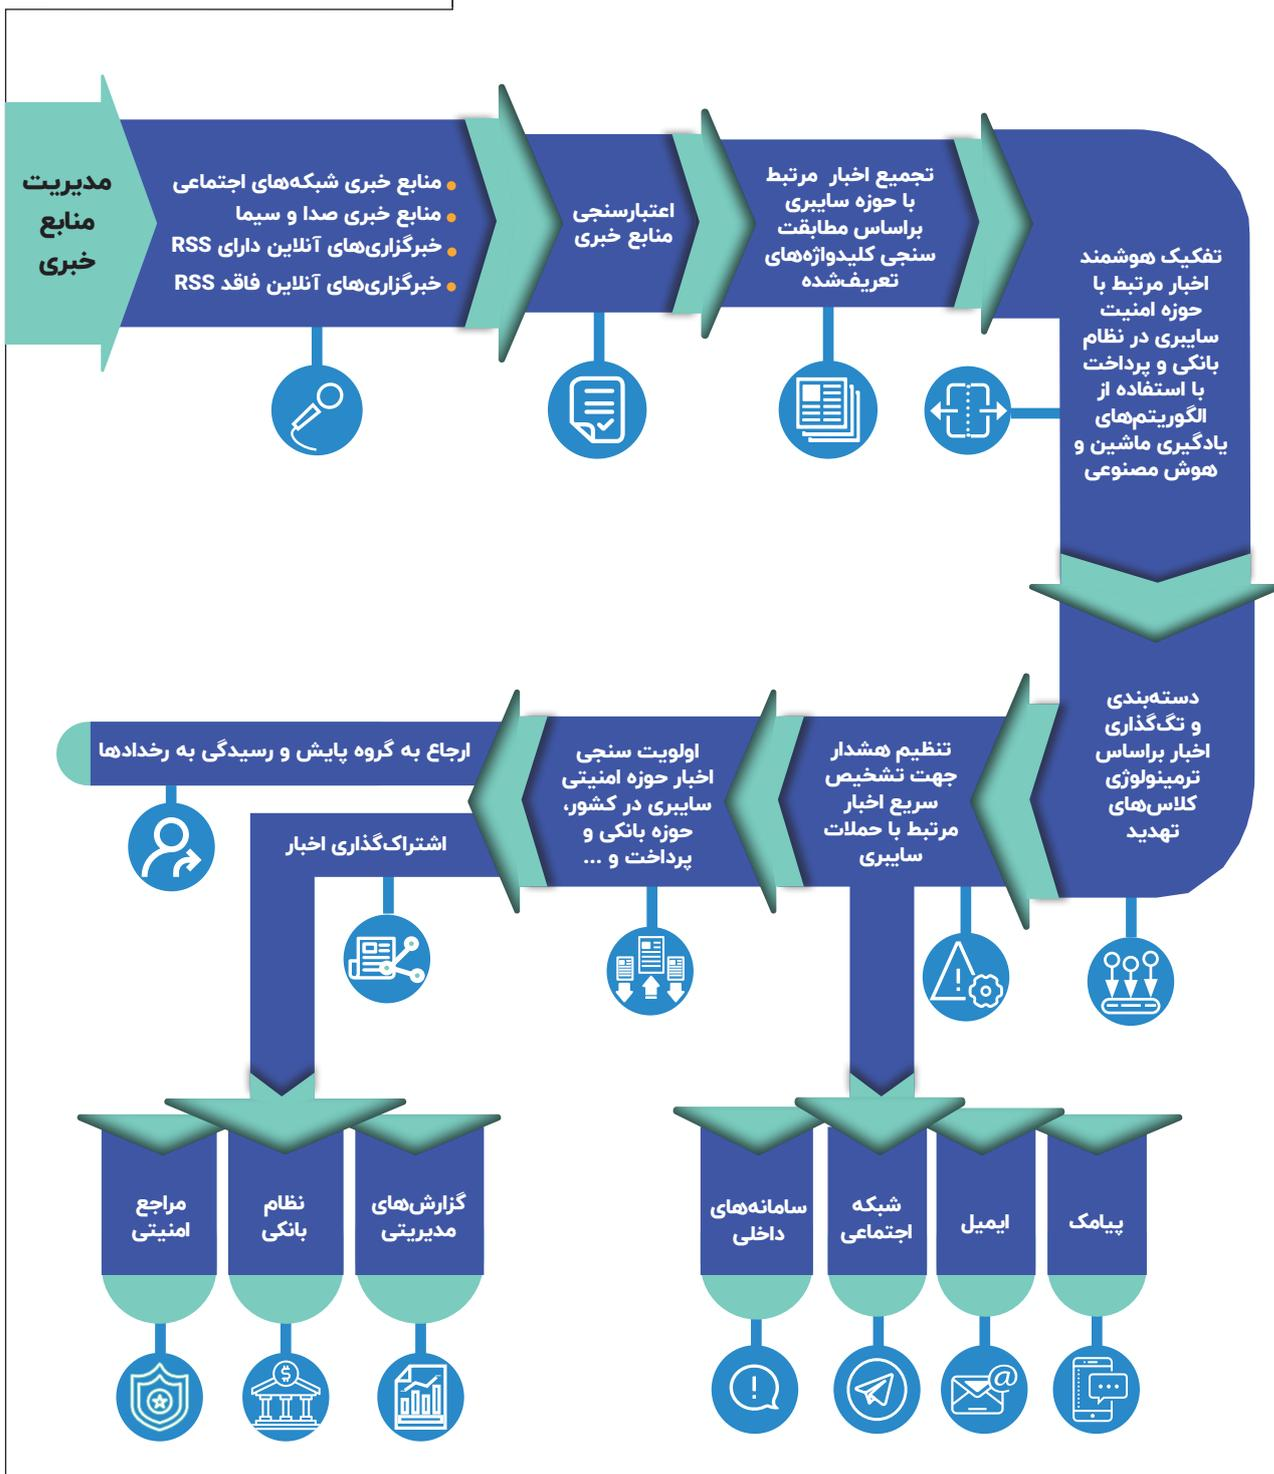 مدیریت
منابع
خبری
منابع خبری شبکه‌های اجتماعی
منابع خبری صدا و سیما
خبرگزاری‌های آنلاین دارای RSS
خبرگزاری‌های آنلاین فاقد RSS
اعتبارسنجی
منابع خبری
تجمیع اخبار مرتبط
با حوزه سایبری
براساس مطابقت
سنجی کلیدواژه‌های
تعریف‌شده
تفکیک هوشمند
اخبار مرتبط با
حوزه امنیت
سایبری در نظام
بانکی و پرداخت
با استفاده از
الگوریتم‌های
یادگیری ماشین و
هوش مصنوعی
دسته‌بندی
و تگ‌گذاری
اخبار براساس
ترمینولوژی
کلاس‌های
تهدید
تنظیم هشدار
جهت تشخیص
سریع اخبار
مرتبط با حملات
سایبری
اولویت سنجی
اخبار حوزه امنیتی
سایبری در کشور،
حوزه بانکی و
پرداخت و ...
ارجاع به گروه پایش و رسیدگی به رخدادها
اشتراک‌گذاری اخبار
پیامک
ایمیل
شبکه
اجتماعی
سامانه‌های
داخلی
گزارش‌های
مدیریتی
نظام
بانکی
مراجع
امنیتی